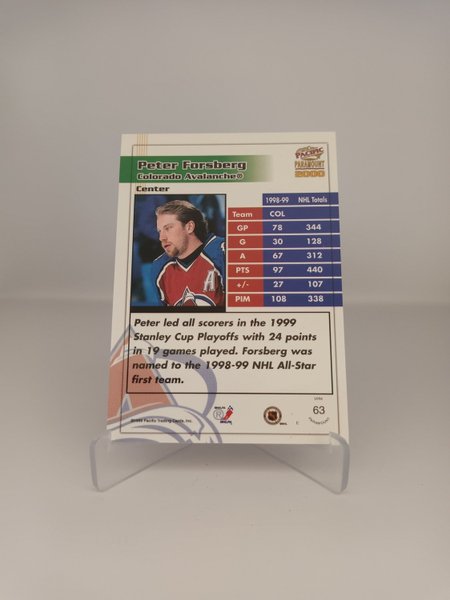 Peter Forsberg
Colorado Avalanche®
Center
PACIFIC
PARAMOUNT
2000
1998-99 NHL Totals
Team COL
GP 78 344
G 30 128
A 67 312
PTS 97 440
+/- 27 107
PIM 108 338
A
Peter led all scorers in the 1999
Stanley Cup Playoffs with 24 points
in 19 games played. Forsberg was
named to the 1998-99 NHL All-Star
first team.
63